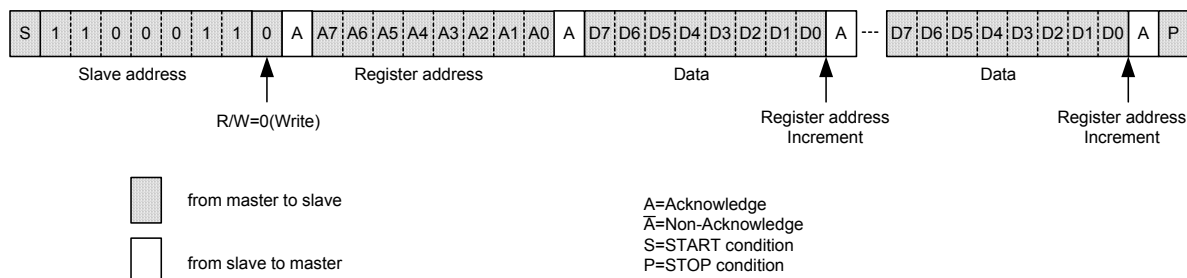 S 1 1 0 0 0 1 1 0 A A7 A6 A5 A4 A3 A2 A1 A0 A D7 D6 D5 D4 D3 D2 D1 D0 A --- D7 D6 D5 D4 D3 D2 D1 D0 A P
Slave address Register address Data Data
R/W=0(Write)
Register address
Increment
Register address
Increment
from master to slave
from slave to master
A=Acknowledge
A̅=Non-Acknowledge
S=START condition
P=STOP condition